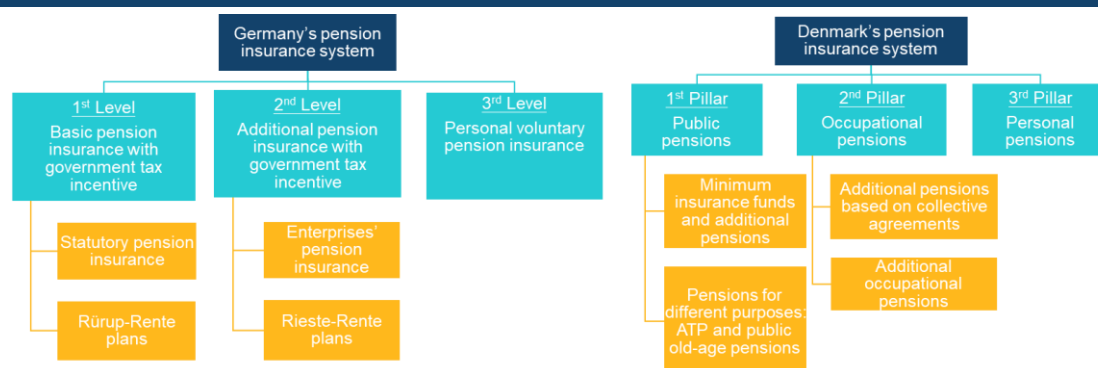 Germany's pension
insurance system
1st Level
Basic pension
insurance with
government tax
incentive
Statutory pension
insurance
Rürup-Rente
plans
2nd Level
Additional pension
insurance with
government tax
incentive
Enterprises'
pension
insurance
Rieste-Rente
plans
3rd Level
Personal voluntary
pension insurance
Denmark's pension
insurance system
1st Pillar
Public
pensions
Minimum
insurance funds
and additional
pensions
Pensions for
different purposes:
ATP and public
old-age pensions
2nd Pillar
Occupational
pensions
Additional pensions
based on collective
agreements
Additional
occupational
pensions
3rd Pillar
Personal
pensions